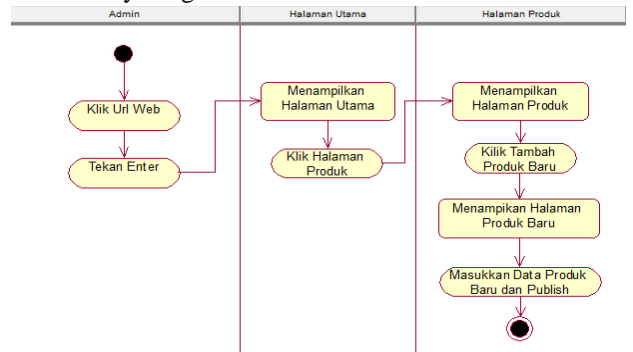 Admin
Halaman Utama
Halaman Produk
Klik Url Web
Tekan Enter
Menampilkan
Halaman Utama
Klik Halaman
Produk
Menampilkan
Halaman Produk
Kilik Tambah
Produk Baru
Menampikan Halaman
Produk Baru
Masukkan Data Produk
Baru dan Publish